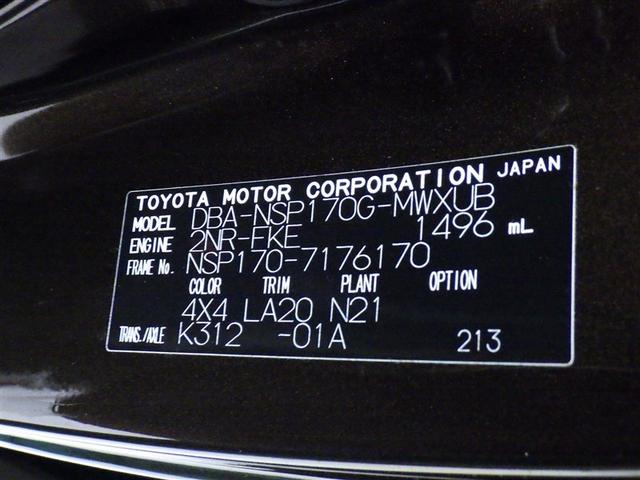 TOYOTA MOTOR CORPORATION JAPAN
MODEL DBA-NSP170G-MWXUB
ENGINE 2NR-FKE 1496 mL
FRAME No. NSP170-7176170
COLOR TRIM PLANT OPTION
4X4 LA20 N21
TRANS./AXLE K312 -01A 213